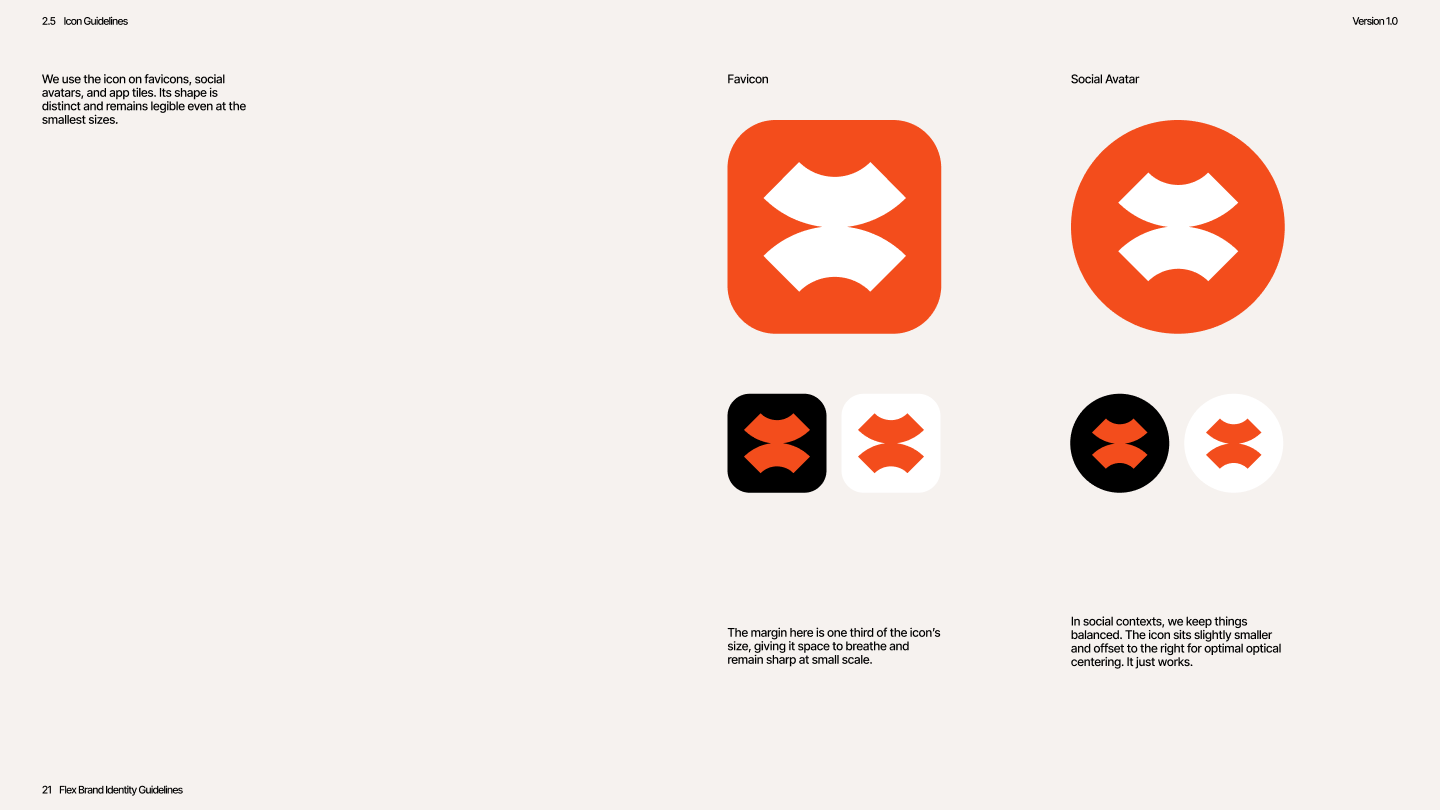 2.5 Icon Guidelines
Version 1.0
We use the icon on favicons, social
avatars, and app tiles. Its shape is
distinct and remains legible even at the
smallest sizes.
Favicon
Social Avatar
The margin here is one third of the icon’s
size, giving it space to breathe and
remain sharp at small scale.
In social contexts, we keep things
balanced. The icon sits slightly smaller
and offset to the right for optimal optical
centering. It just works.
21 Flex Brand Identity Guidelines